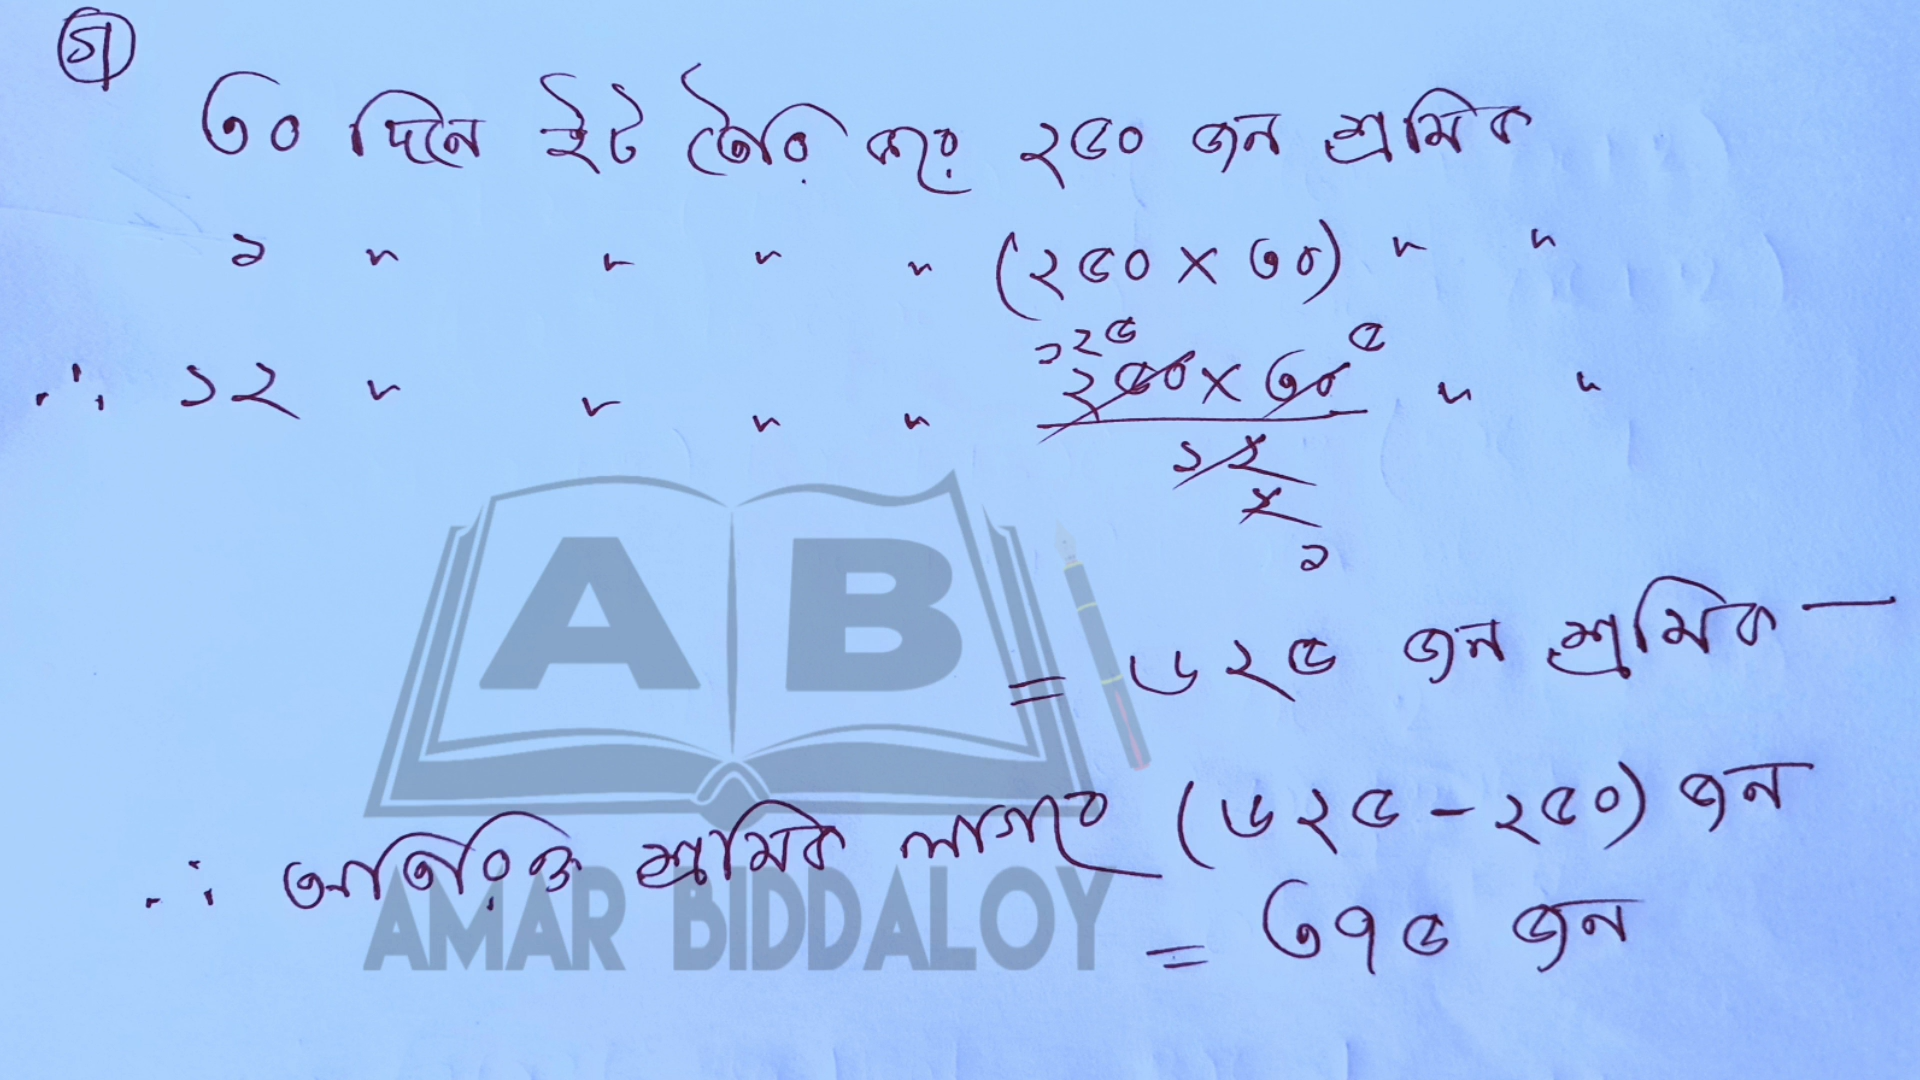 গ
৩০ দিনে ইট তৈরি করে ২৫০ জন শ্রমিক
১ " " " " (২৫০ × ৩০) " "
১২৫ ৫
∴ ১২ " " " " ২৫০ × ৩০ " "
১২
২
১
= ৬২৫ জন শ্রমিক
∴ অতিরিক্ত শ্রমিক লাগবে (৬২৫ - ২৫০) জন
= ৩৭৫ জন
AB
AMAR BIDDALOY